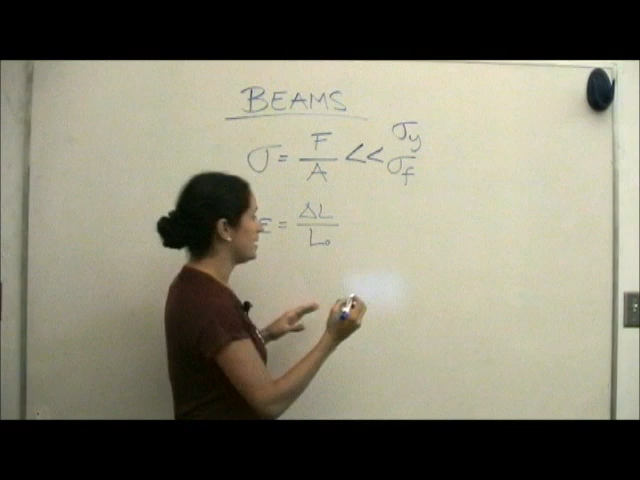 BEAMS
σ = F/A << σy σf
ε = ΔL/L₀